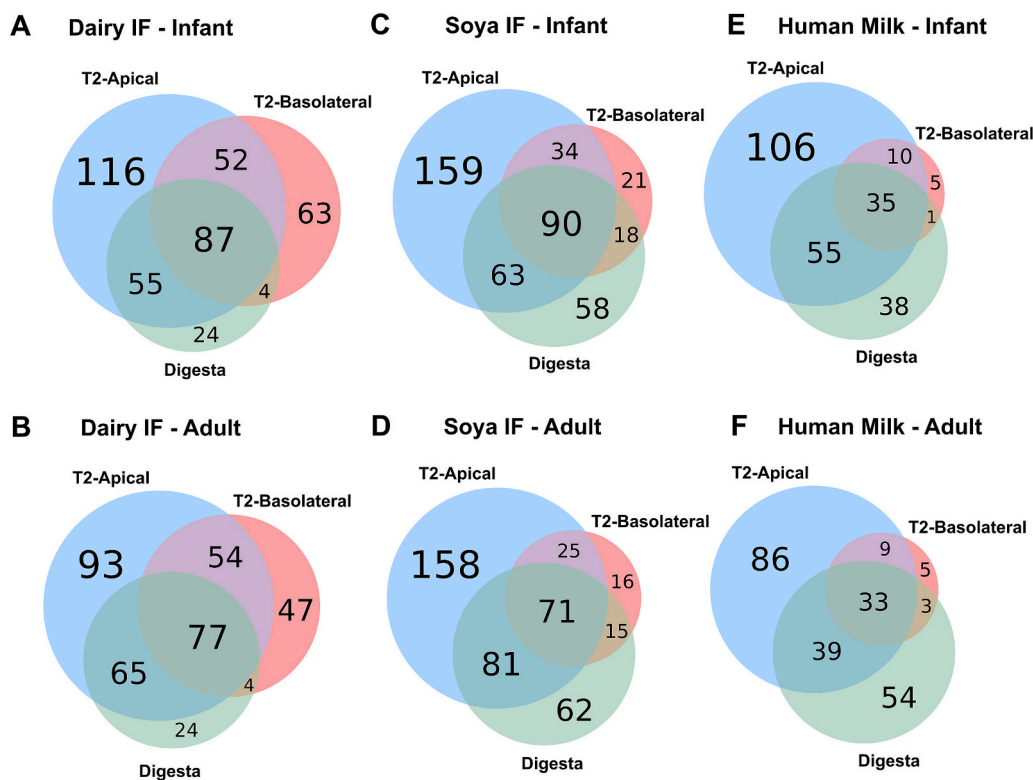 A Dairy IF - Infant
T2-Apical
T2-Basolateral
116
52
63
87
55
4
24
Digesta
C Soya IF - Infant
T2-Apical
T2-Basolateral
159
34
21
90
18
63
58
Digesta
E Human Milk - Infant
T2-Apical
T2-Basolateral
106
10
5
35
1
55
38
Digesta
B Dairy IF - Adult
T2-Apical
T2-Basolateral
93
54
47
77
65
4
24
Digesta
D Soya IF - Adult
T2-Apical
T2-Basolateral
158
25
16
71
15
81
62
Digesta
F Human Milk - Adult
T2-Apical
T2-Basolateral
86
9
5
33
3
39
54
Digesta